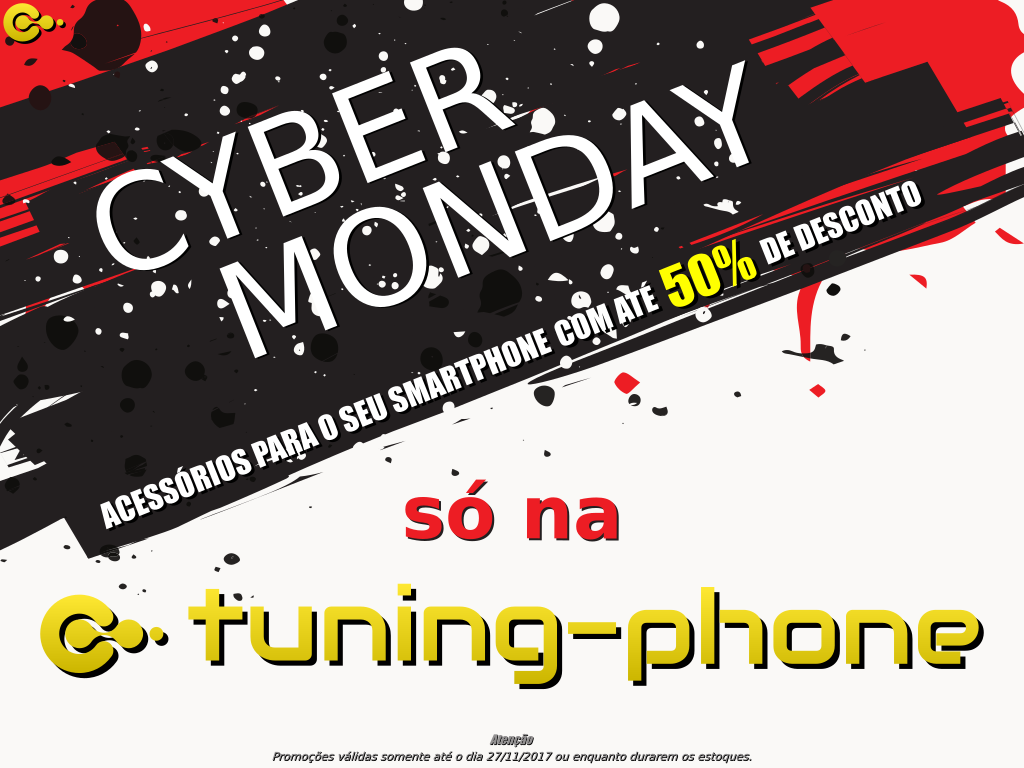 CYBER
MONDAY
ACESSÓRIOS PARA O SEU SMARTPHONE COM ATÉ 50% DE DESCONTO
só na
tuning-phone
Atenção
Promoções válidas somente até o dia 27/11/2017 ou enquanto durarem os estoques.